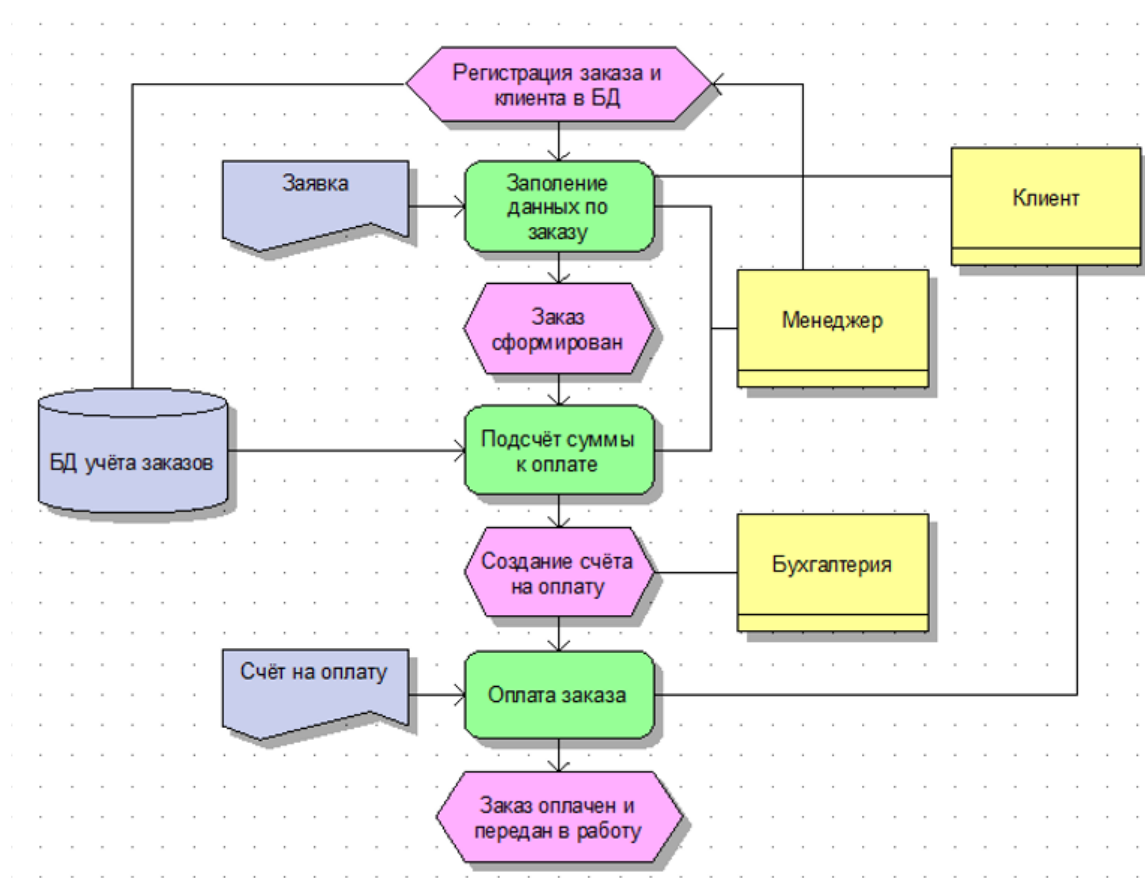 Регистрация заказа и
клиента в БД
Заявка
Заполение
данных по
заказу
Клиент
Заказ
сформирован
Менеджер
БД учёта заказов
Подсчёт суммы
к оплате
Создание счёта
на оплату
Бухгалтерия
Счёт на оплату
Оплата заказа
Заказ оплачен и
передан в работу